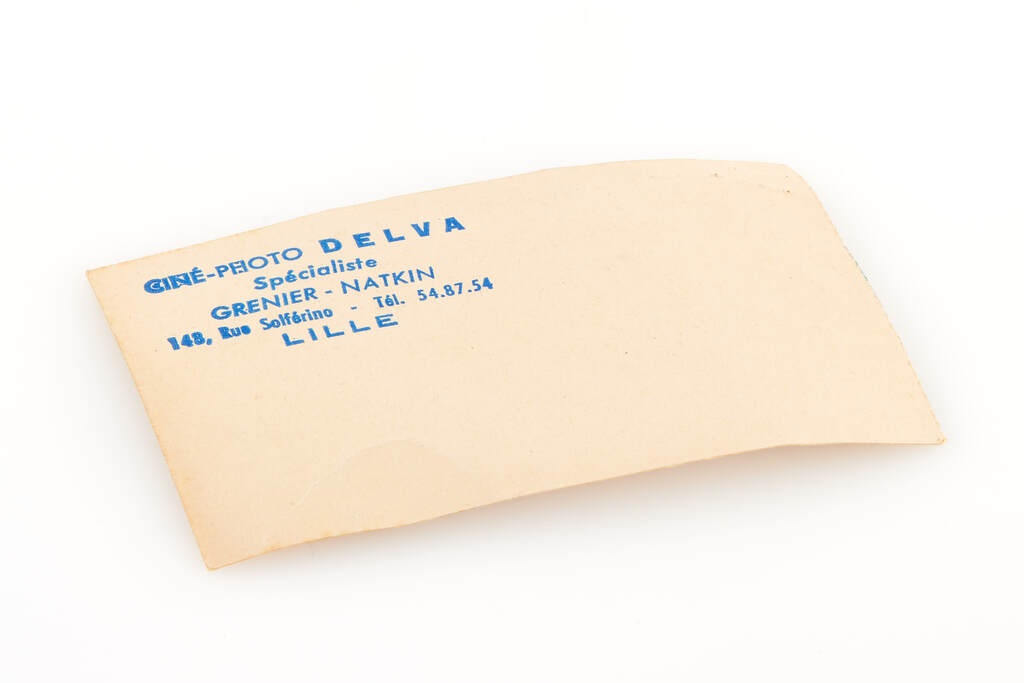 CINÉ-PHOTO DELVA
Spécialiste
GRENIER - NATKIN
148, Rue Solférino - Tél. 54.87.54
LILLE